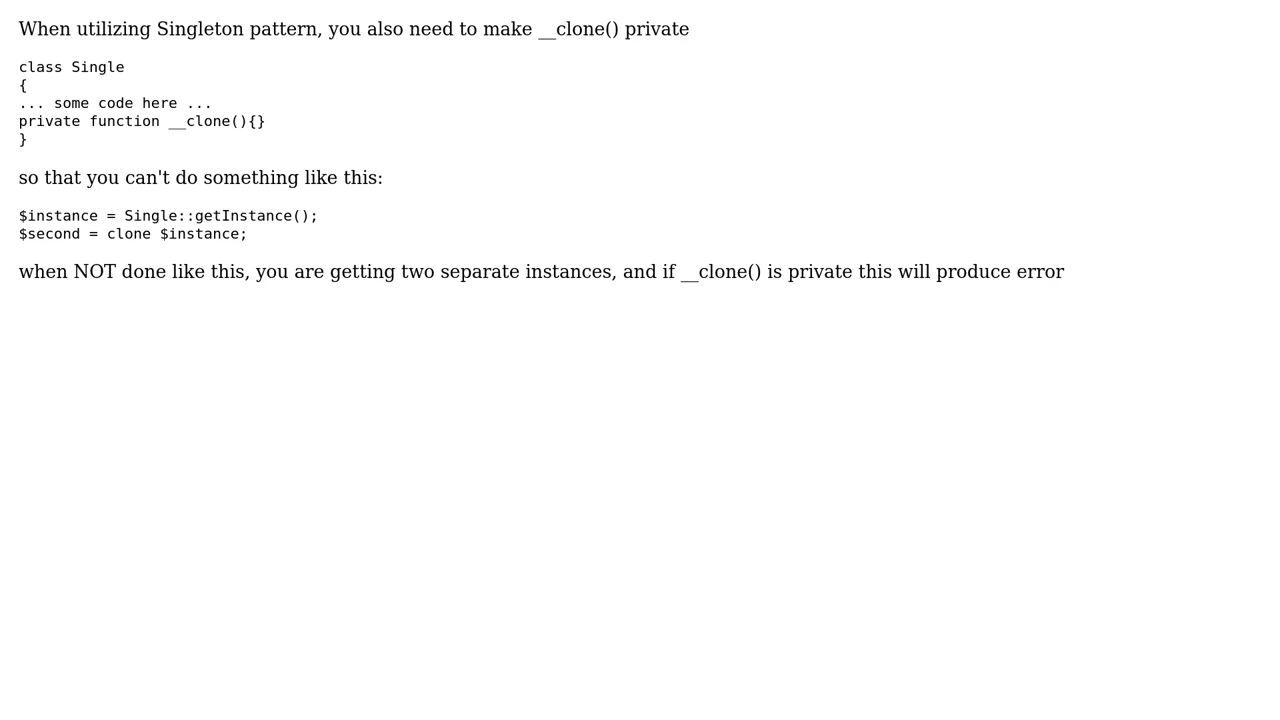 When utilizing Singleton pattern, you also need to make __clone() private
class Single
{
... some code here ...
private function __clone(){}
}
so that you can't do something like this:
$instance = Single::getInstance();
$second = clone $instance;
when NOT done like this, you are getting two separate instances, and if __clone() is private this will produce error